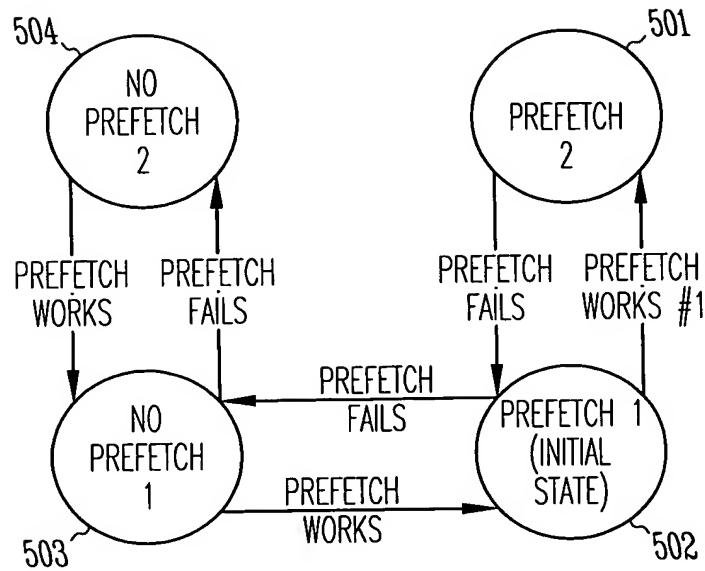 504
NO
PREFETCH
2
501
PREFETCH
2
PREFETCH
WORKS
PREFETCH
FAILS
PREFETCH
FAILS
PREFETCH
WORKS #1
NO
PREFETCH
1
503
PREFETCH
FAILS
PREFETCH
WORKS
PREFETCH 1
(INITIAL
STATE)
502